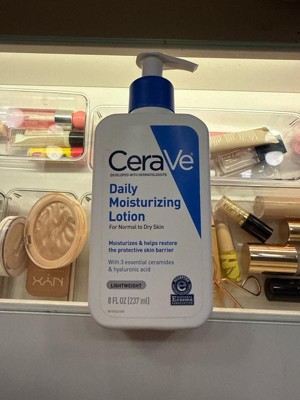 CeraVe
DEVELOPED WITH DERMATOLOGISTS
Daily
Moisturizing
Lotion
For Normal to Dry Skin
Moisturizes & helps restore
the protective skin barrier
With 3 essential ceramides
& hyaluronic acid
LIGHTWEIGHT
8 FL OZ (237 ml)
NYX